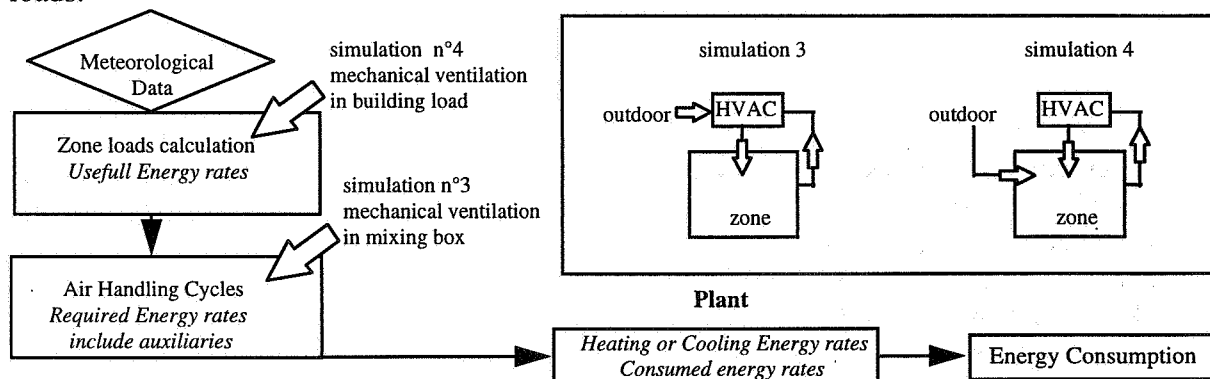 loads.
Meteorological
Data
simulation n°4
mechanical ventilation
in building load
Zone loads calculation
Usefull Energy rates
simulation n°3
mechanical ventilation
in mixing box
Air Handling Cycles
Required Energy rates
include auxiliaries
simulation 3
outdoor
HVAC
zone
simulation 4
outdoor
HVAC
zone
Plant
Heating or Cooling Energy rates
Consumed energy rates
Energy Consumption